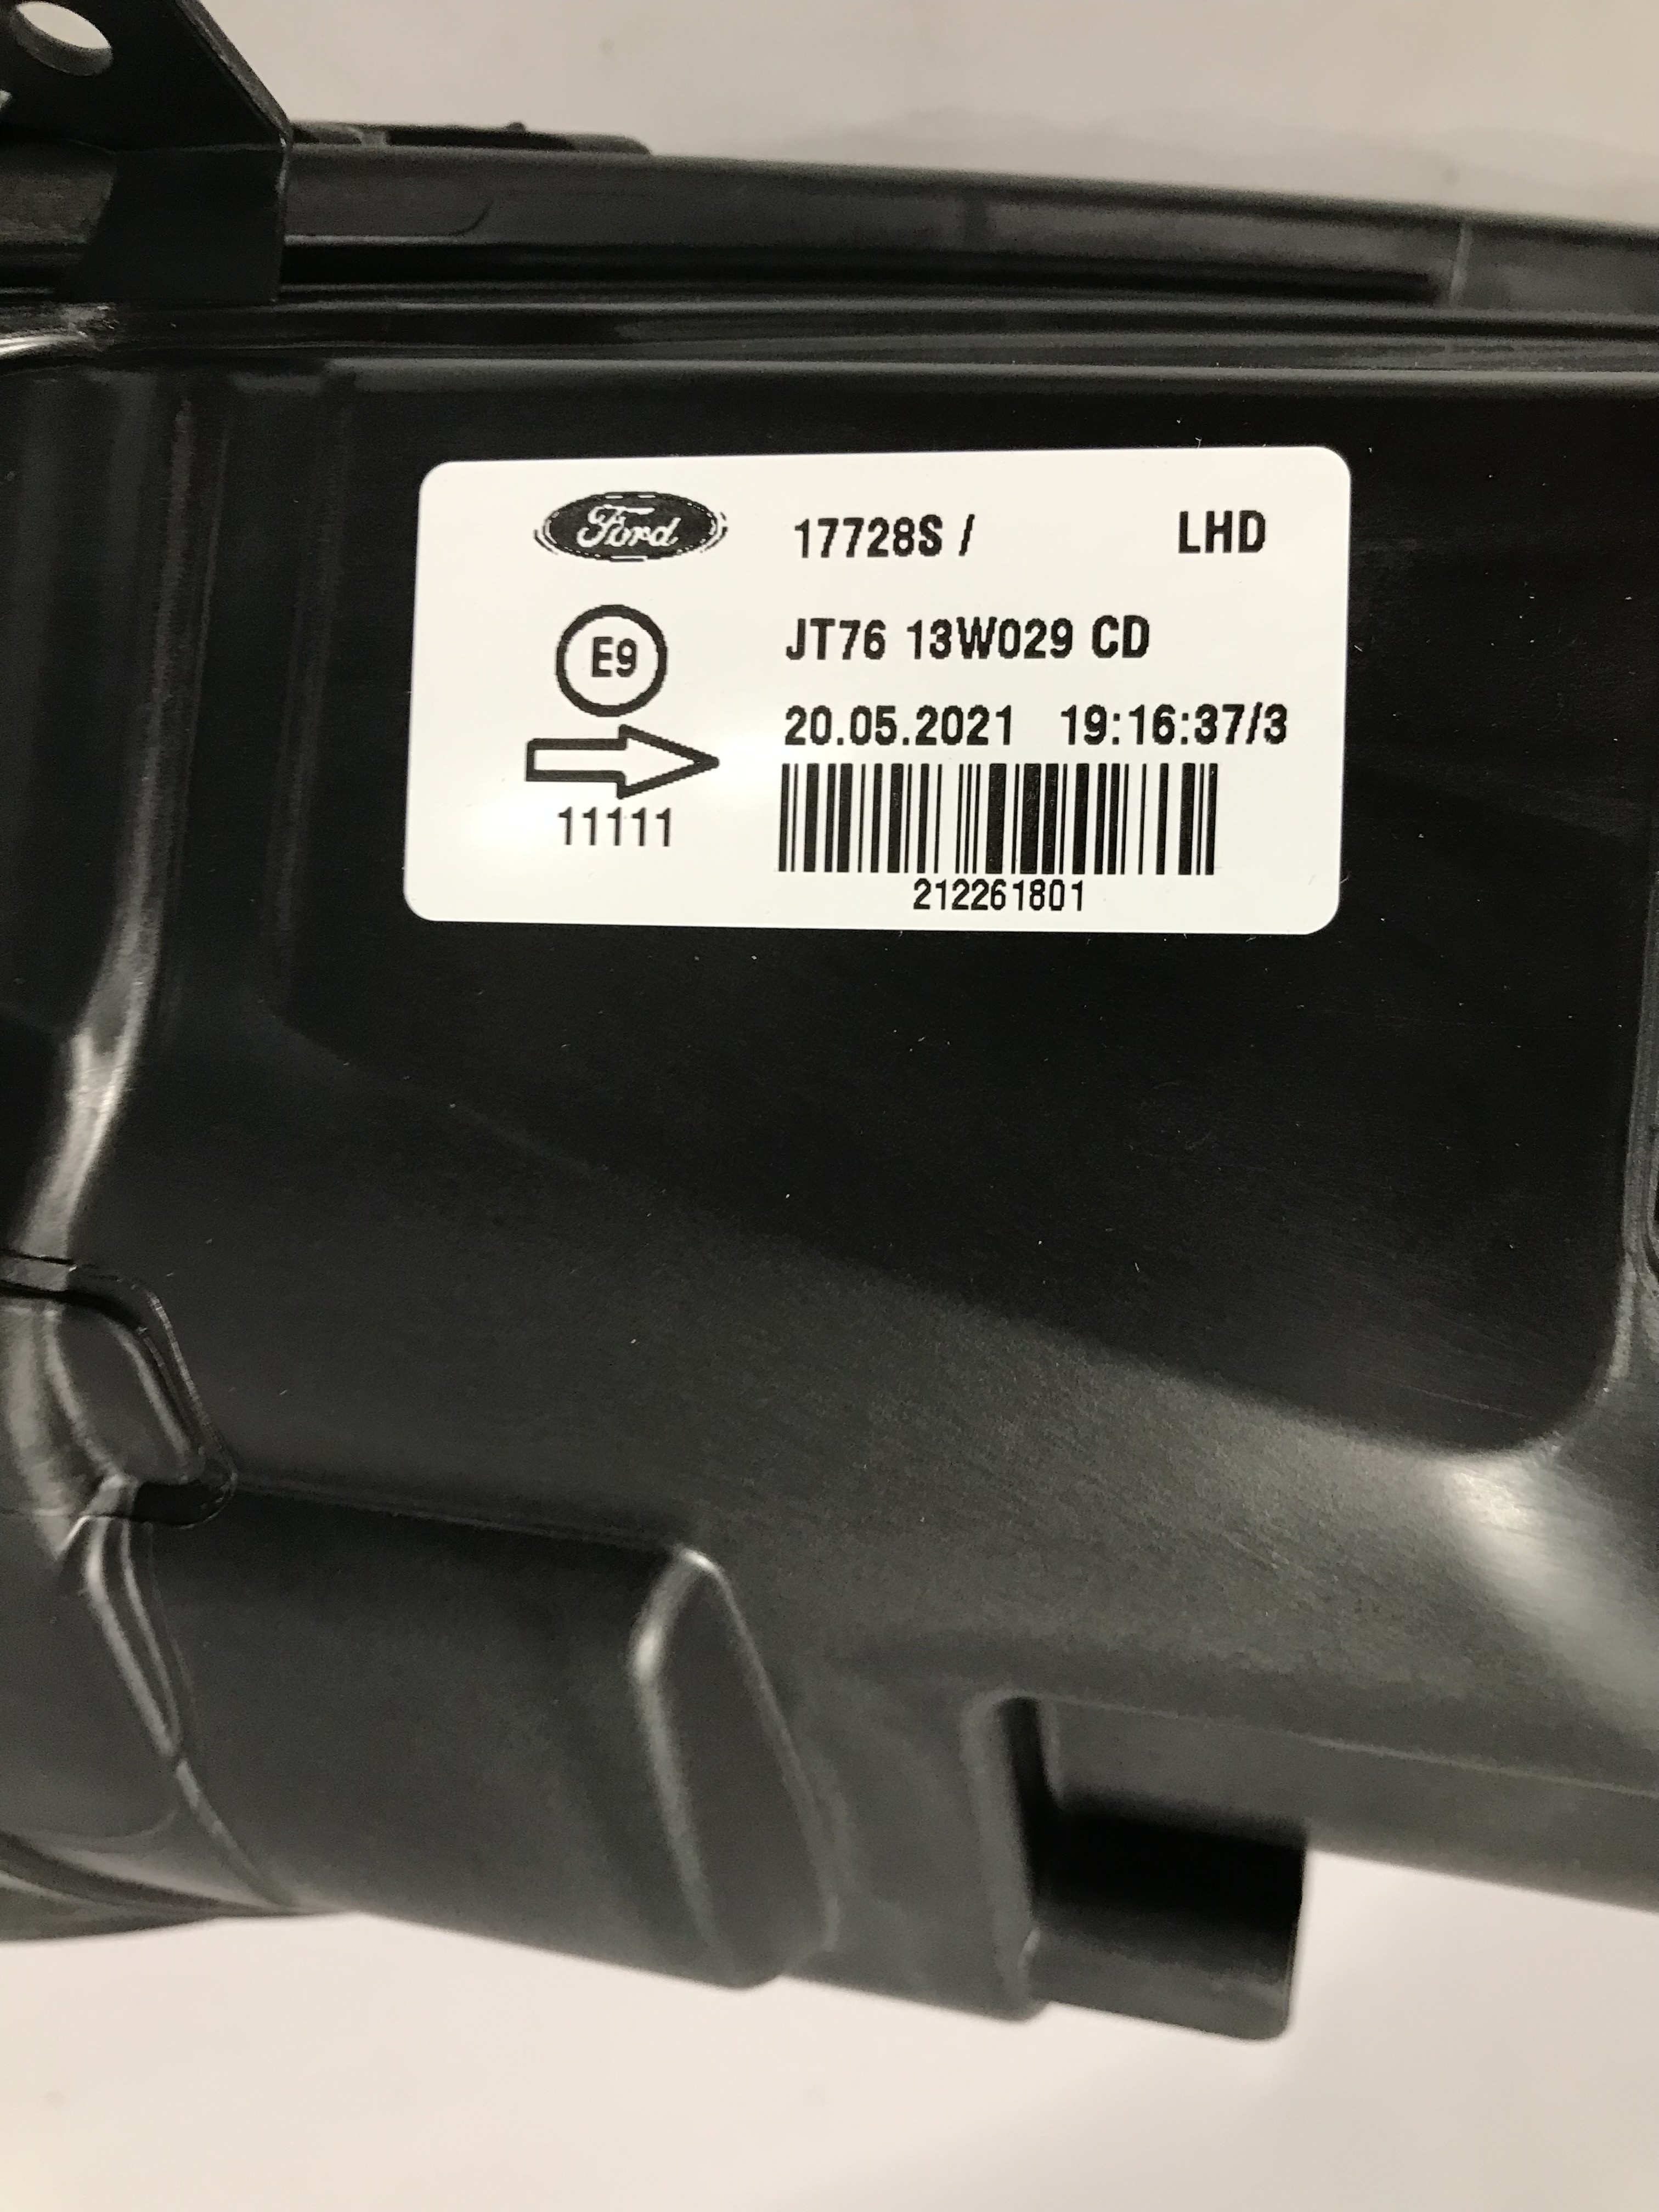 Ford 17728S / LHD
E9 JT76 13W029 CD
20.05.2021 19:16:37/3
11111
212261801